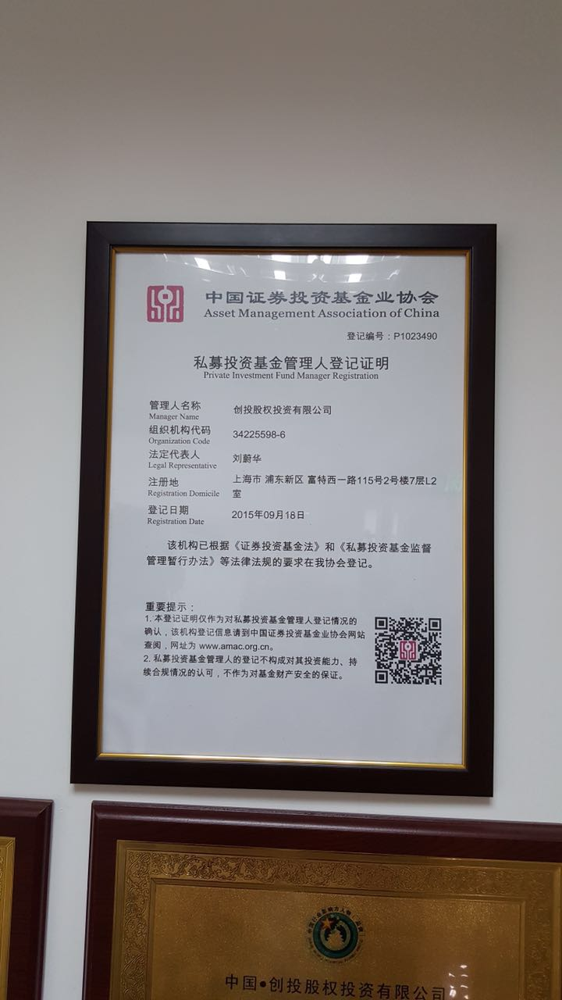 中国证券投资基金业协会
Asset Management Association of China
登记编号：P1023490
私募投资基金管理人登记证明
Private Investment Fund Manager Registration
管理人名称
Manager Name
创投股权投资有限公司
组织机构代码
Organization Code
34225598-6
法定代表人
Legal Representative
刘蔚华
注册地
Registration Domicile
上海市 浦东新区 富特西一路115号2号楼7层L2
室
登记日期
Registration Date
2015年09月18日
该机构已根据《证券投资基金法》和《私募投资基金监督
管理暂行办法》等法律法规的要求在我协会登记。
重要提示：
1. 本登记证明仅作为对私募投资基金管理人登记情况的
确认，该机构登记信息请到中国证券投资基金业协会网站
查阅，网址为 www.amac.org.cn。
2. 私募投资基金管理人的登记不构成对其投资能力、持
续合规情况的认可，不作为对基金财产安全的保证。
中国●创投股权投资有限公司